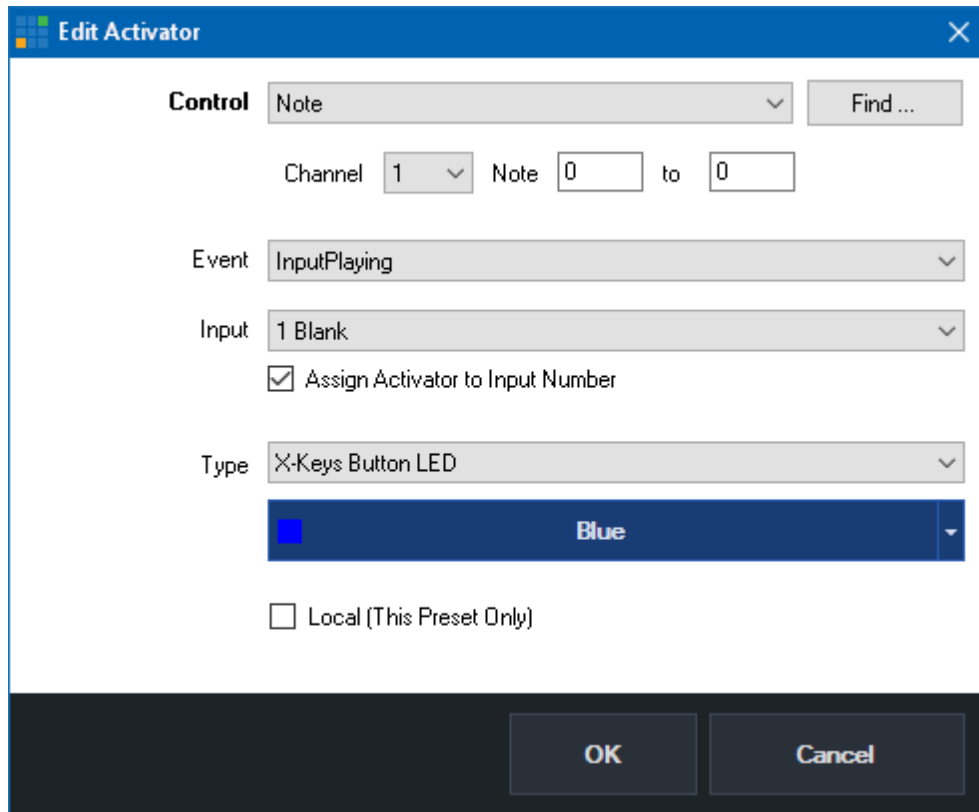 Edit Activator
Control Note Find ...
Channel 1 Note 0 to 0
Event InputPlaying
Input 1 Blank
Assign Activator to Input Number
Type X-Keys Button LED
Blue
Local (This Preset Only)
OK Cancel